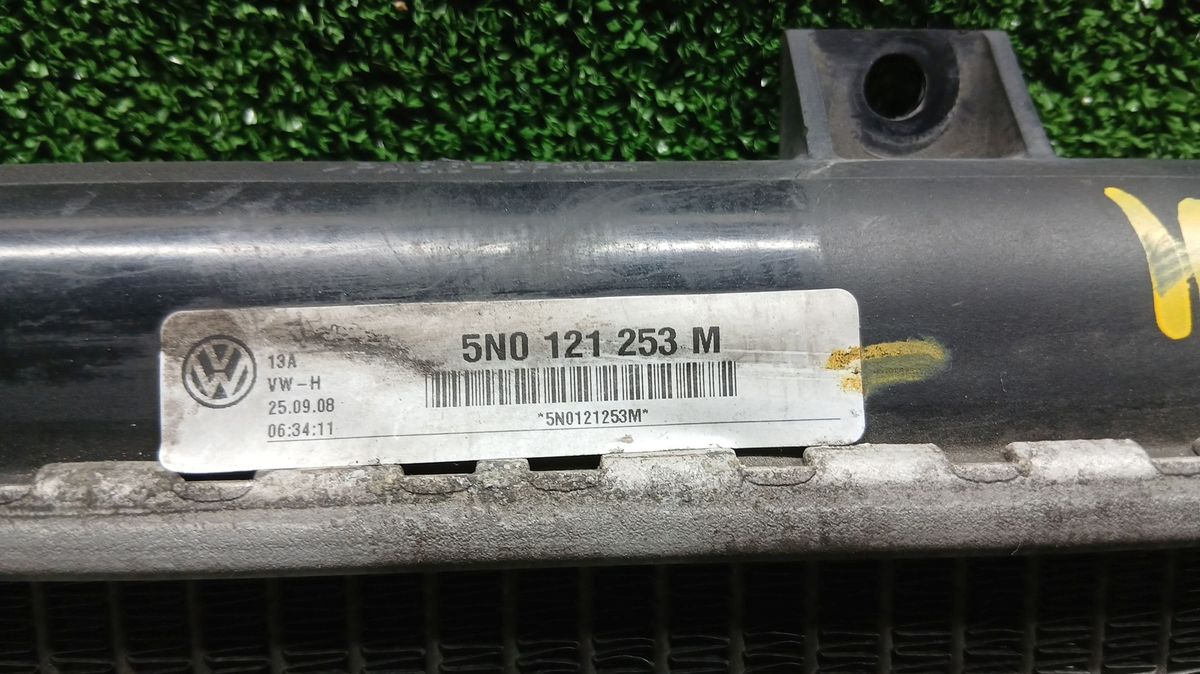 5N0 121 253 M
13A
VW-H
25.09.08
06:34:11
*5N0121253M*